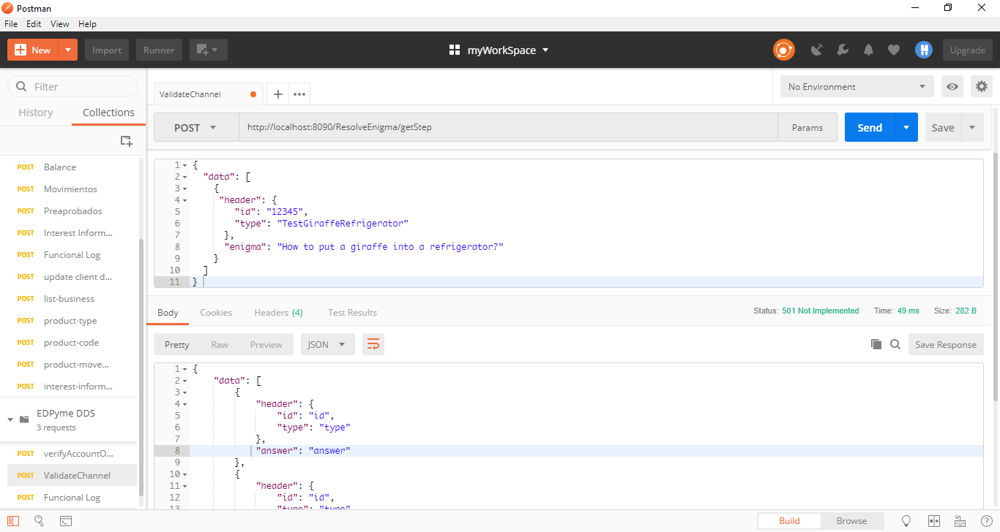 Postman
File Edit View Help
New Import Runner myWorkSpace Upgrade
Filter
History Collections
POST Balance
POST Movimientos
POST Preaprobados
POST Interest Inform...
POST Funcional Log
POST update client d...
POST list-business
POST product-type
POST product-code
POST product-move...
POST interest-inform...
EDPyme DDS
3 requests
POST verifyAccountO...
POST ValidateChannel
POST Funcional Log
ValidateChannel
No Environment
POST http://localhost:8090/ResolveEnigma/getStep Params Send Save
1 {
2 "data": [
3 {
4 "header": {
5 "id": "12345",
6 "type": "TestGiraffeRefrigerator"
7 },
8 "enigma": "How to put a giraffe into a refrigerator?"
9 }
10 ]
11 }
Body Cookies Headers (4) Test Results Status: 501 Not Implemented Time: 49 ms Size: 282 B
Pretty Raw Preview JSON Save Response
1 {
2 "data": [
3 {
4 "header": {
5 "id": "id",
6 "type": "type"
7 },
8 "answer": "answer"
9 },
10 {
11 "header": {
12 "id": "id",
13 "type": "type"
Build Browse